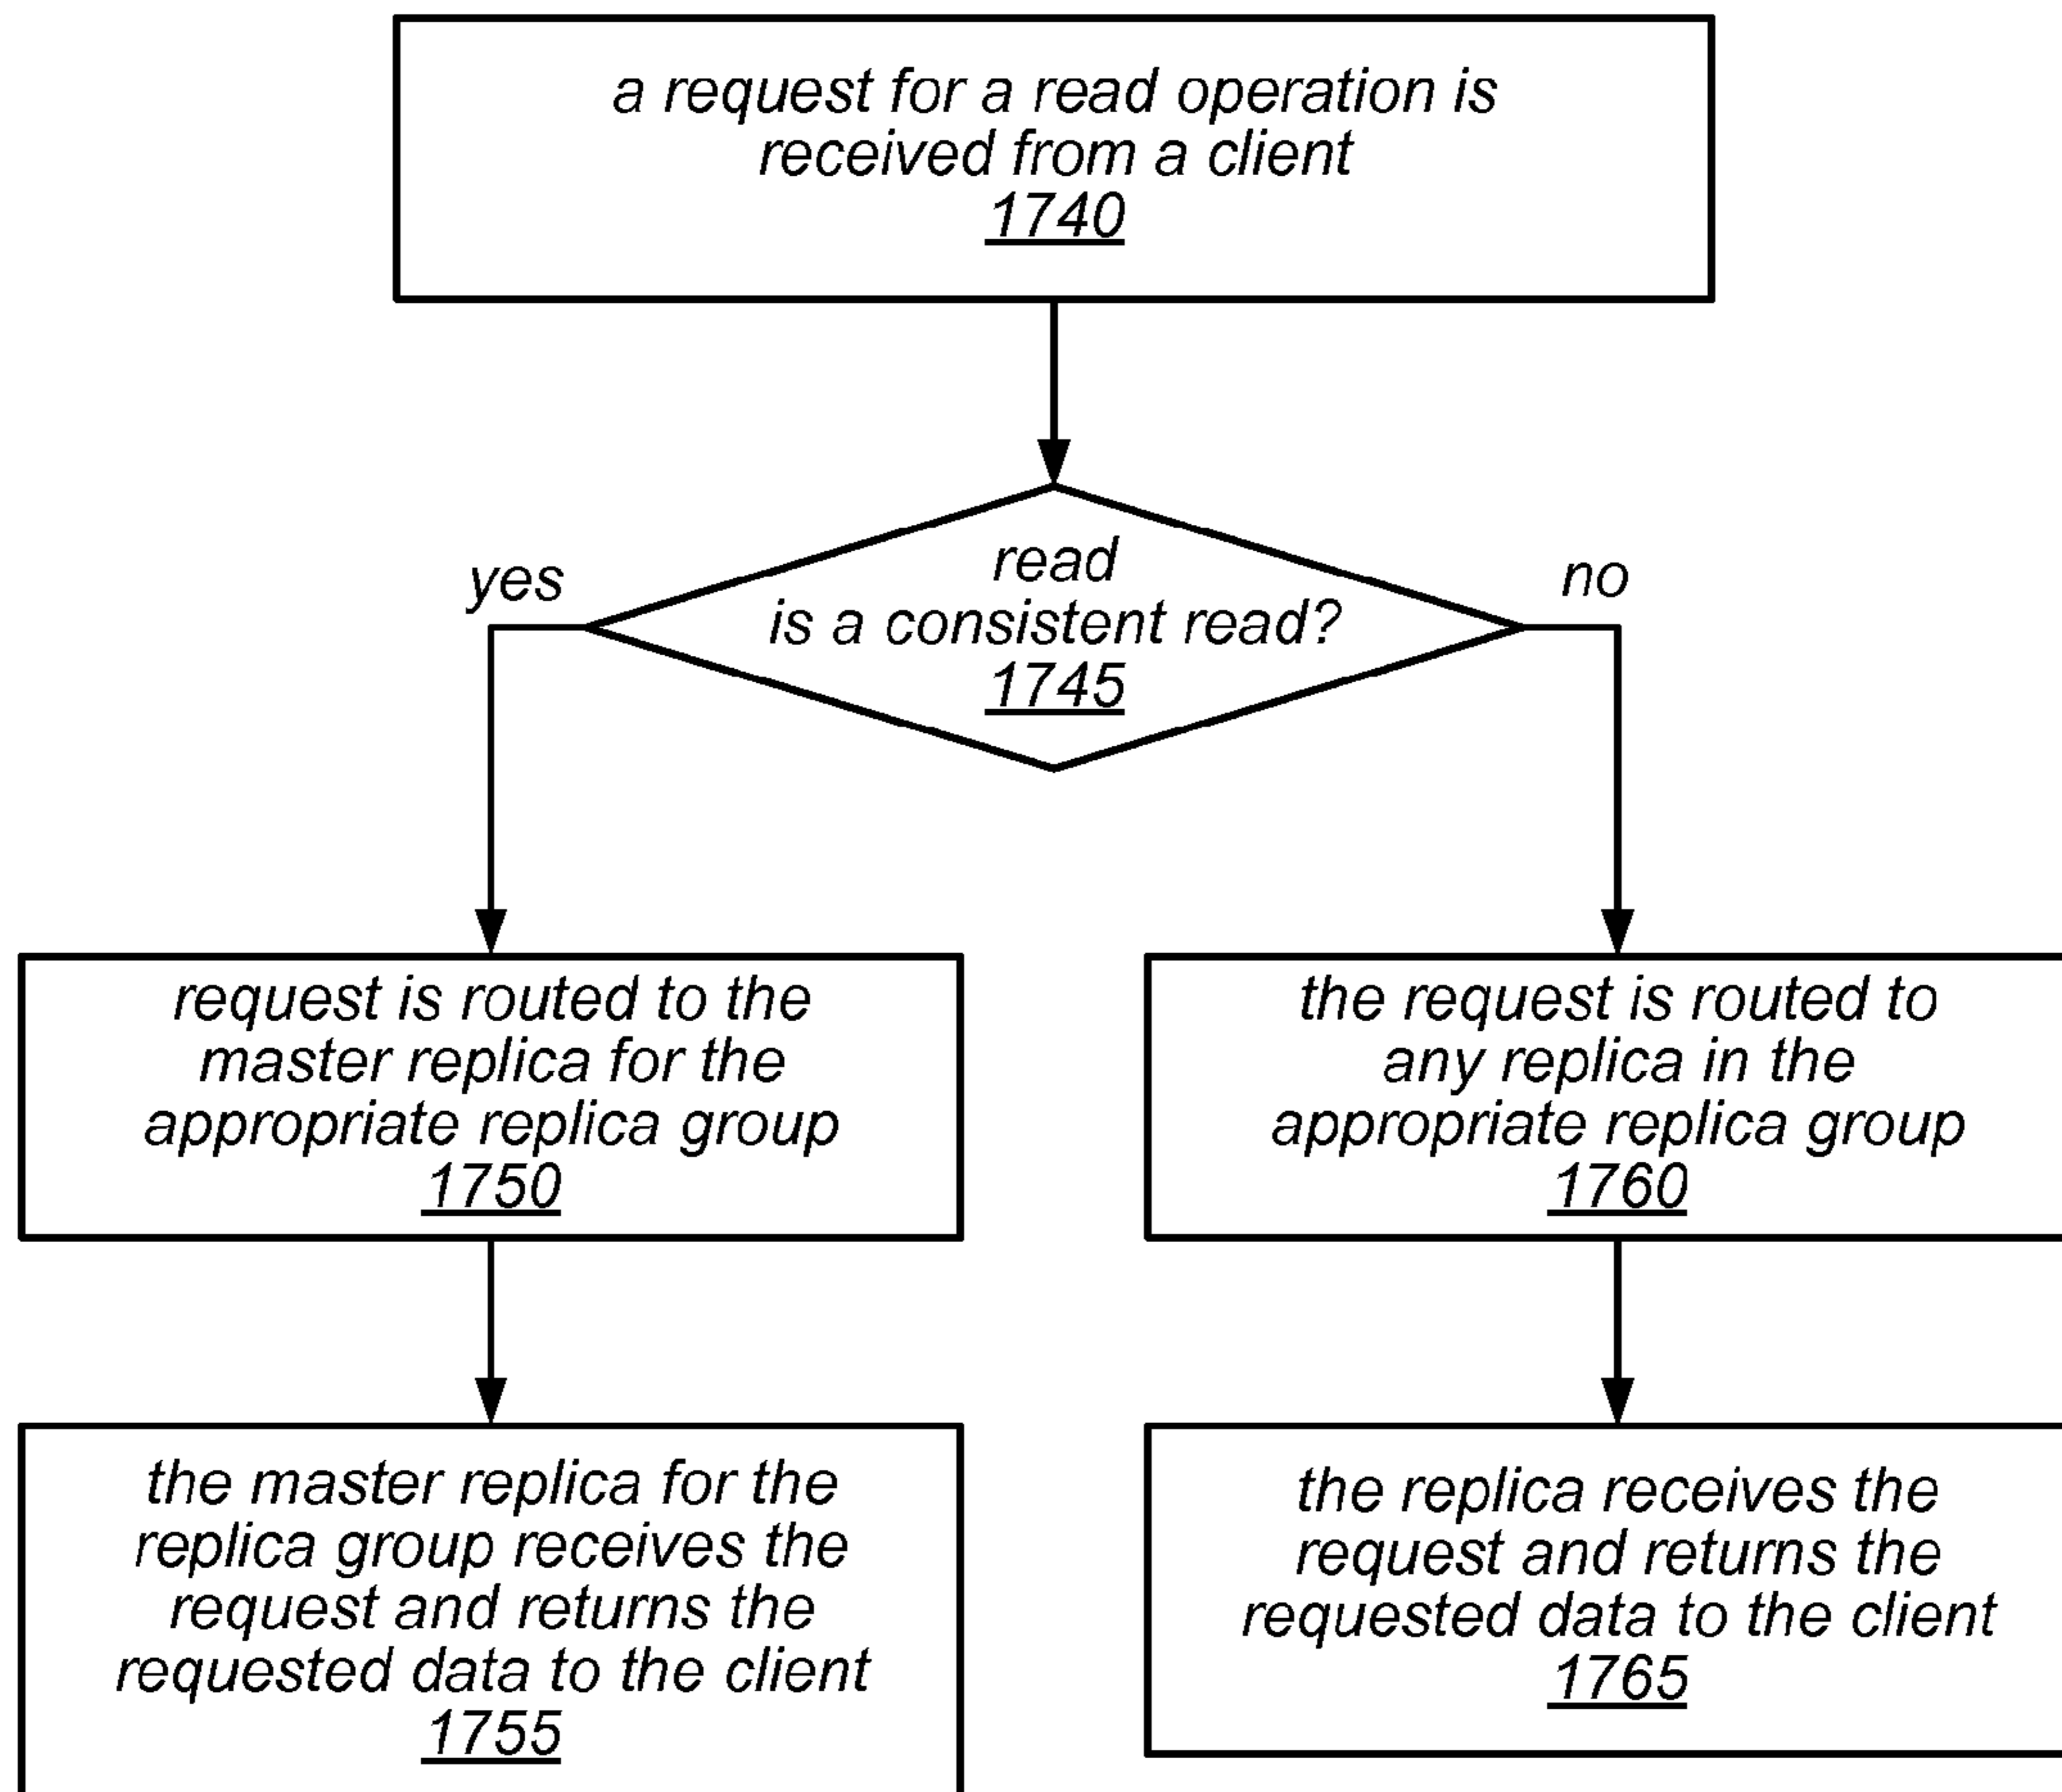 a request for a read operation is
received from a client
1740
read
is a consistent read?
1745
yes
no
request is routed to the
master replica for the
appropriate replica group
1750
the request is routed to
any replica in the
appropriate replica group
1760
the master replica for the
replica group receives the
request and returns the
requested data to the client
1755
the replica receives the
request and returns the
requested data to the client
1765